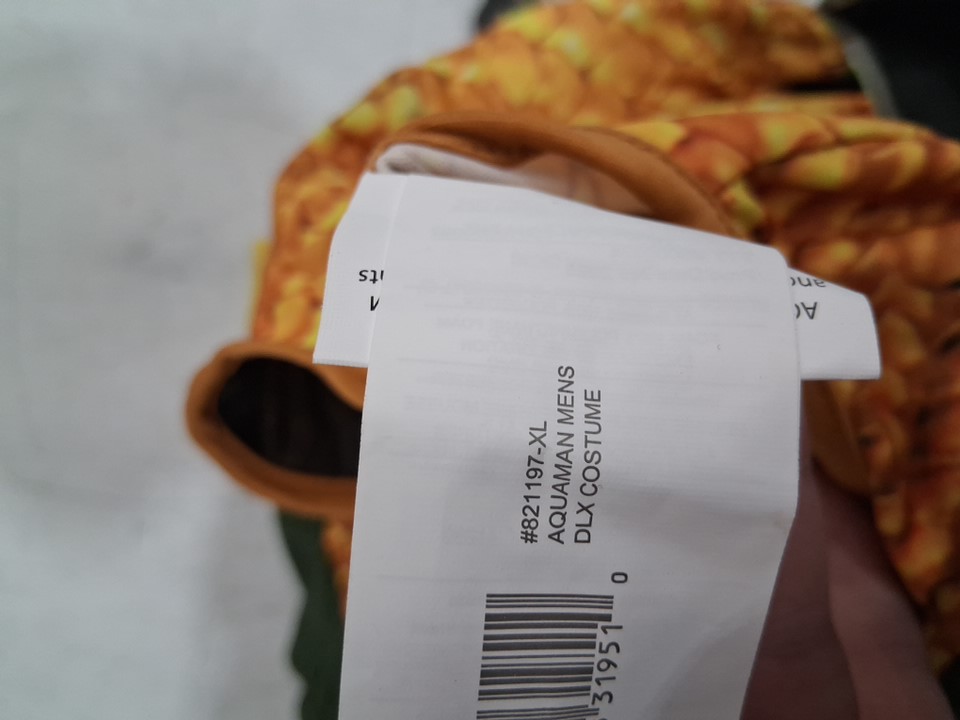 #821197-XL
AQUAMAN MENS
DLX COSTUME
31951 0